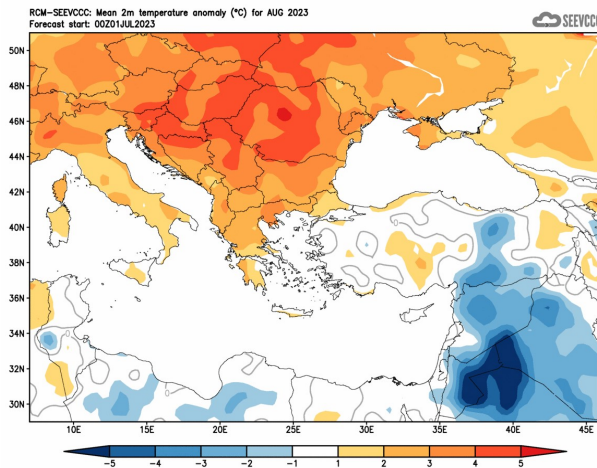 RCM-SEEVCCC: Mean 2m temperature anomaly (°C) for AUG 2023
Forecast start: 00Z01JUL2023
SEEVCCC
50N
48N
46N
44N
42N
40N
38N
36N
34N
32N
30N
10E 15E 20E 25E 30E 35E 40E 45E
-5 -4 -3 -2 -1 1 2 3 4 5